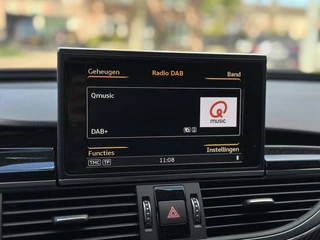 Geheugen Radio DAB Band
Qmusic
music
DAB+
Functies Instellingen
TMC TP 11:08